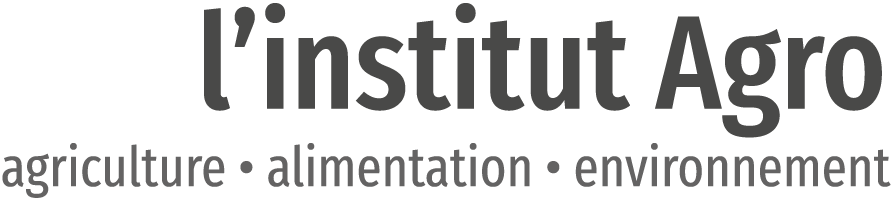 l’institut Agro
agriculture • alimentation • environnement